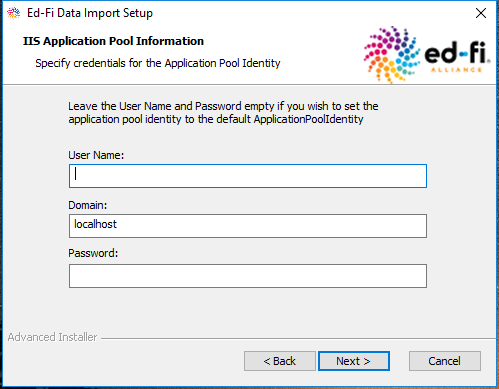 Ed-Fi Data Import Setup
IIS Application Pool Information
Specify credentials for the Application Pool Identity
ed-fi
ALLIANCE
Leave the User Name and Password empty if you wish to set the
application pool identity to the default ApplicationPoolIdentity
User Name:
Domain:
localhost
Password:
Advanced Installer
< Back
Next >
Cancel